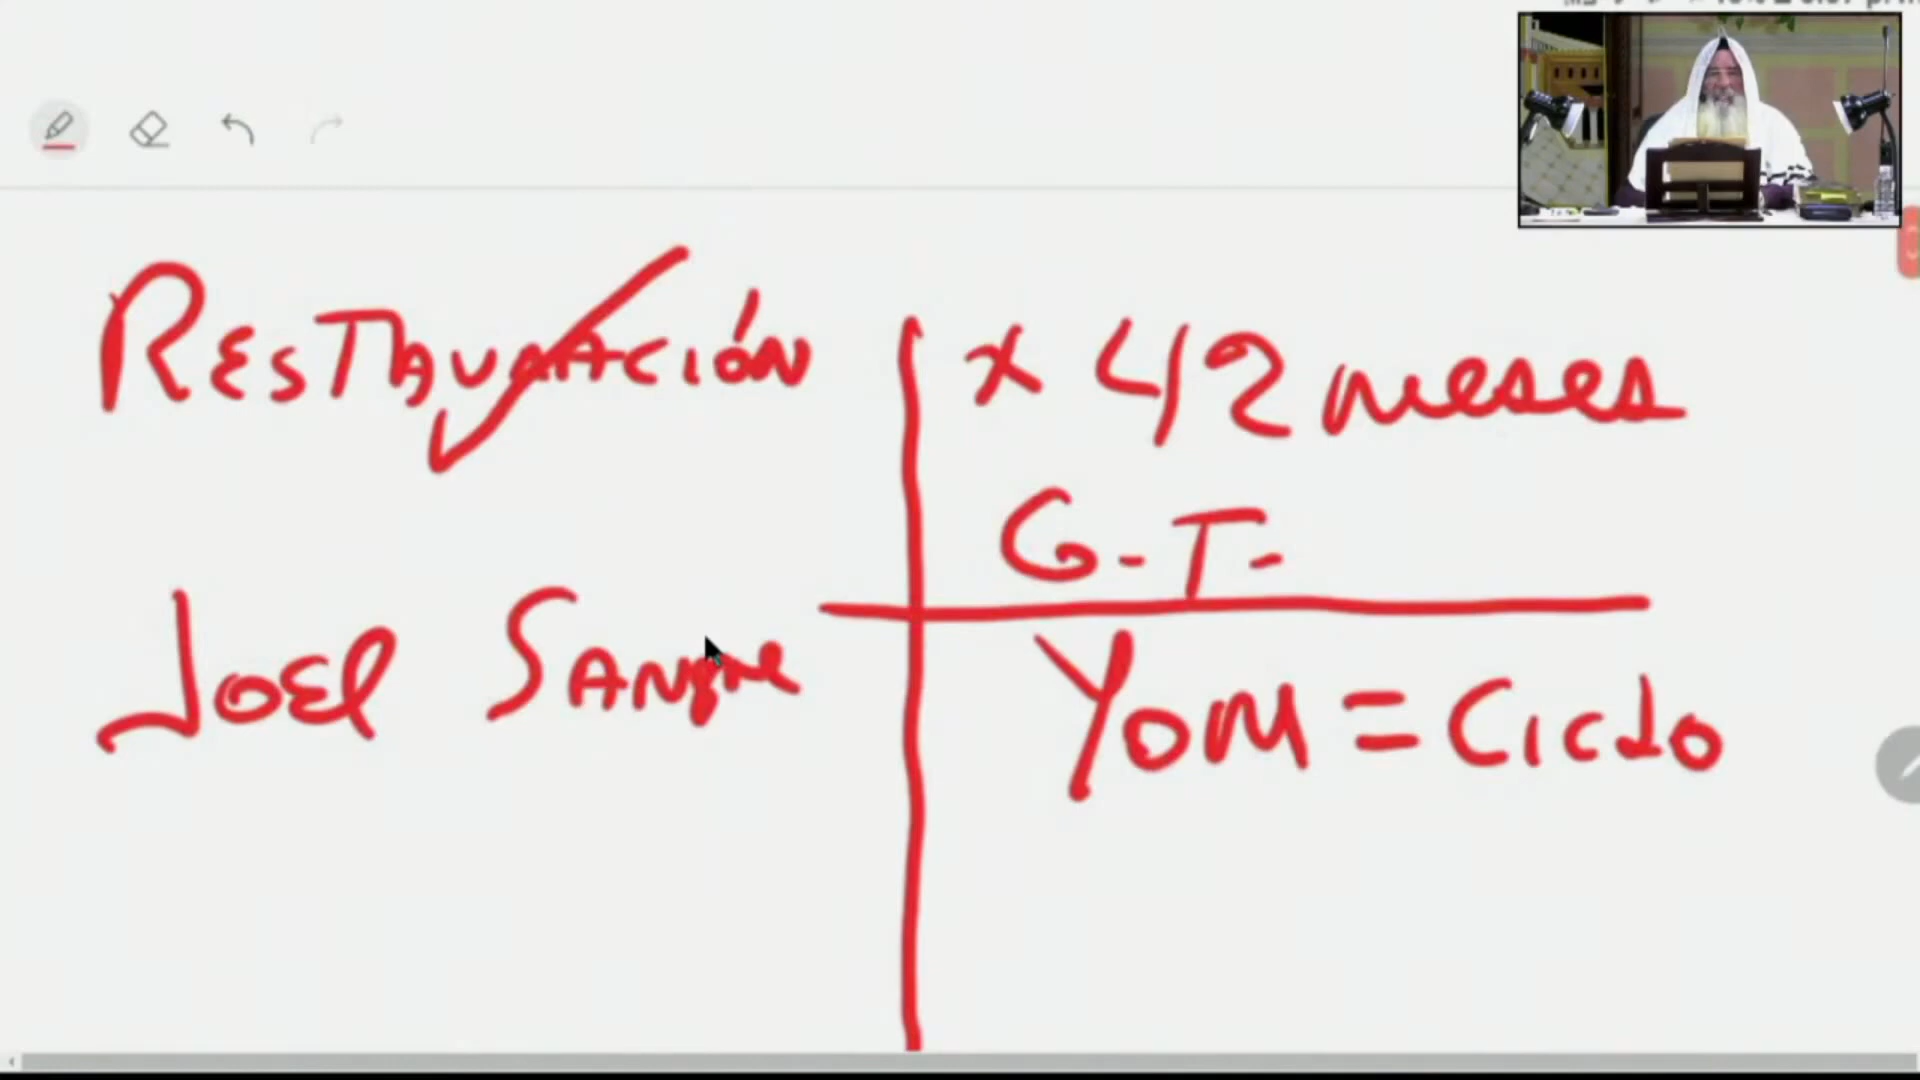 RESTAURACIÓN
x 42 meses
G-T-
JOEL SANGRE
YOM = CICLO